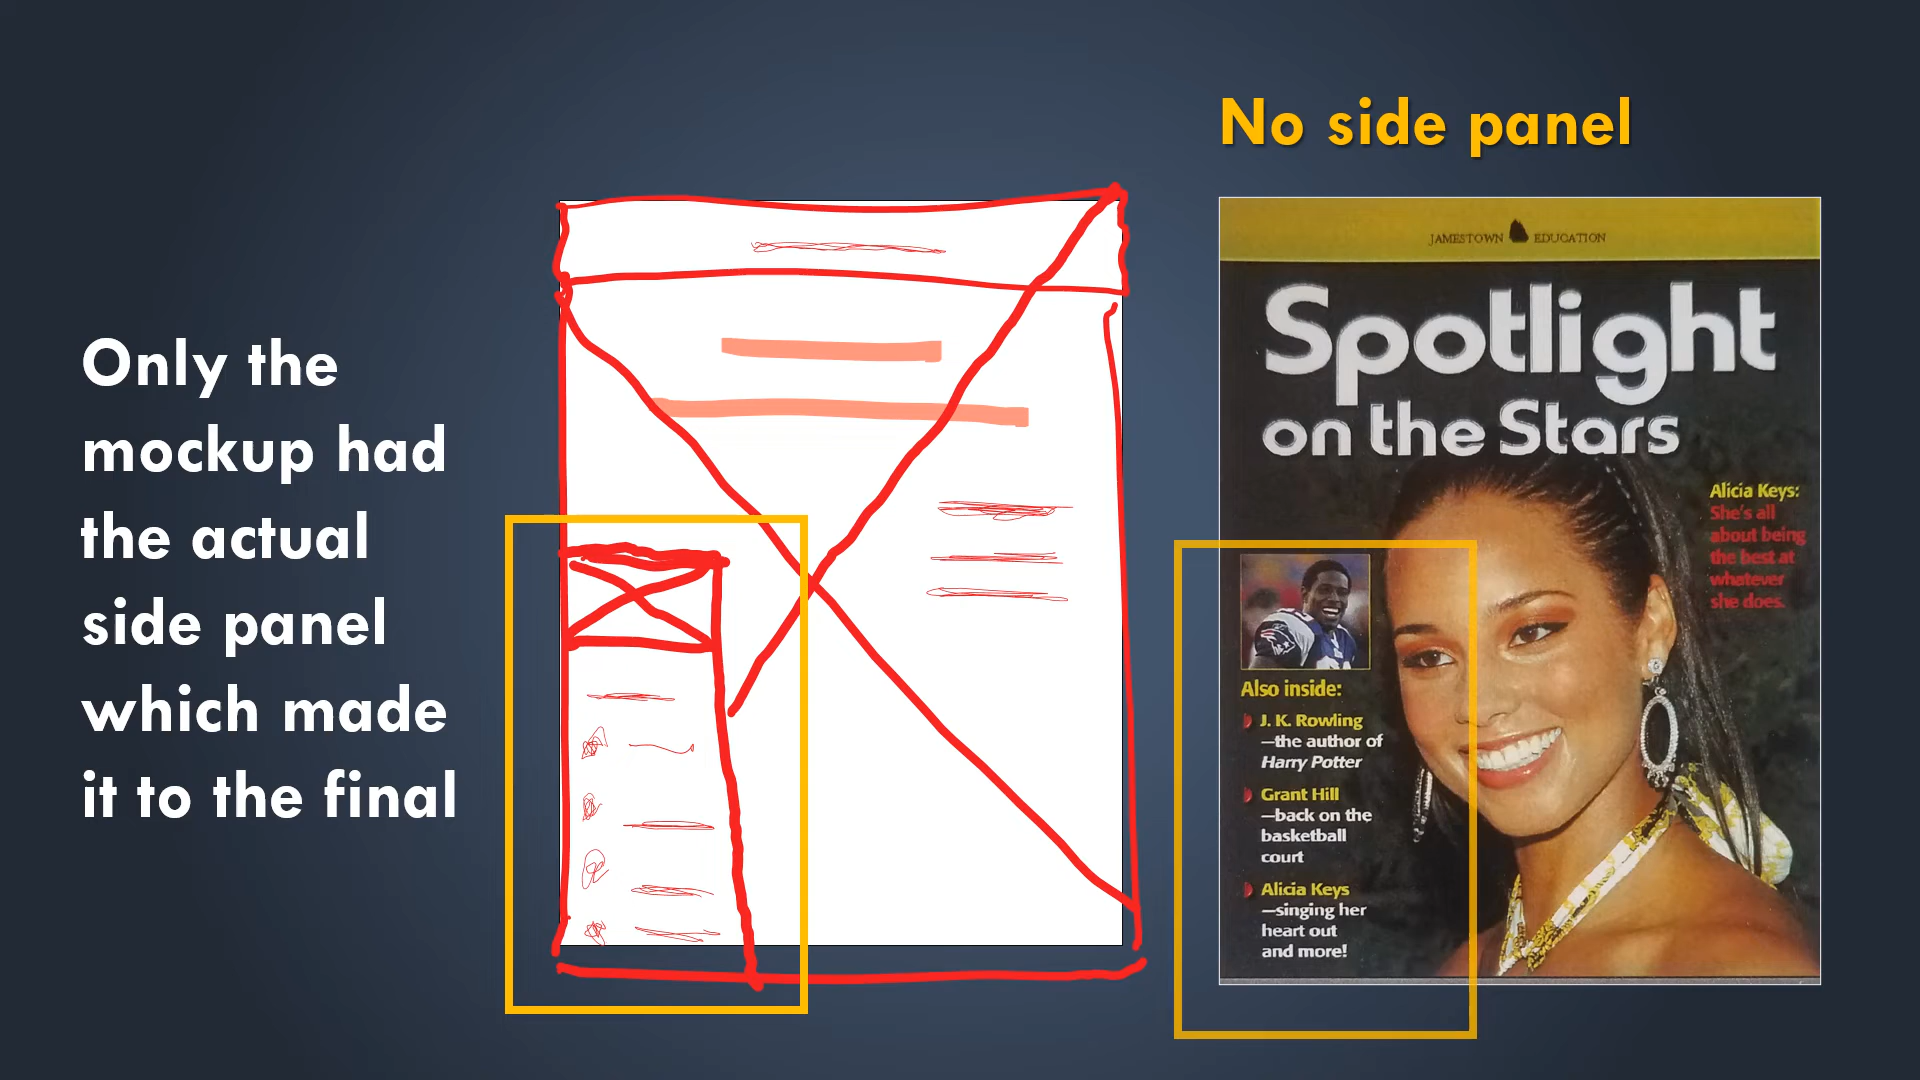 No side panel
Only the
mockup had
the actual
side panel
which made
it to the final
JAMESTOWN EDUCATION
Spotlight
on the Stars
Alicia Keys:
She's all
about being
the best at
whatever
she does.
Also inside:
J. K. Rowling
—the author of
Harry Potter
Grant Hill
—back on the
basketball
court
Alicia Keys
—singing her
heart out
and more!